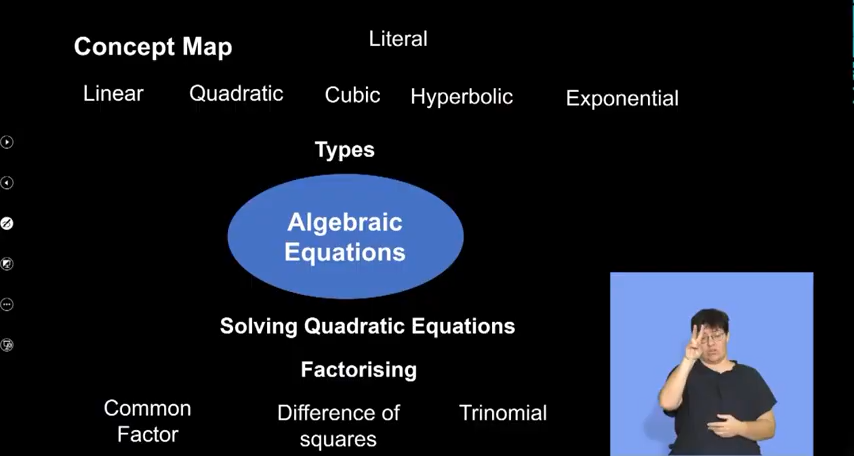 Literal
Concept Map
Linear Quadratic Cubic Hyperbolic Exponential
Types
Algebraic
Equations
Solving Quadratic Equations
Factorising
Common
Factor
Difference of
squares
Trinomial